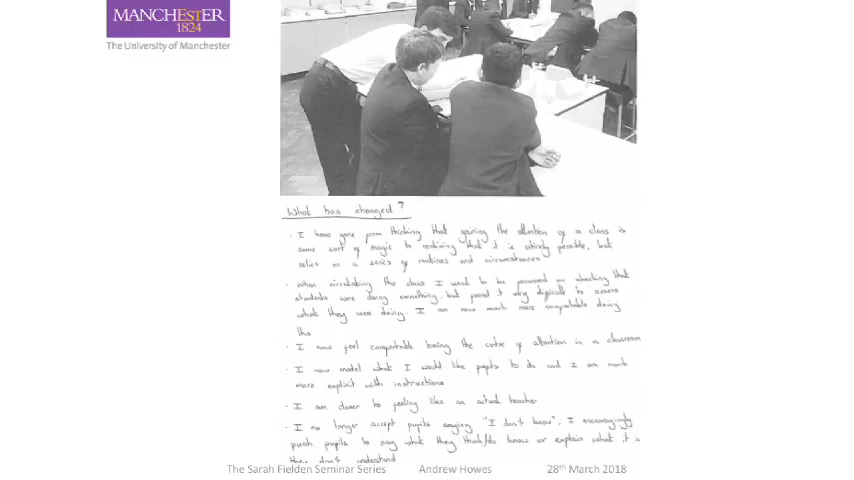 MANCHESTER
1824
The University of Manchester
What has changed?
· I have gone from thinking that gaining the attention of a class is
some sort of magic to realising that it is entirely possible, but
relies on a series of routines and circumstances
· When circulating the class I used to be focussed on checking that
students were doing something, but found it very difficult to assess
what they were doing. I am now much more comfortable doing
this
· I now feel comfortable being the centre of attention in a classroom
· I now model what I would like pupils to do and I am much
more explicit with instructions
· I am closer to feeling like an actual teacher
· I no longer accept pupils saying "I don't know", I encouragingly
push pupils to say what they think/do know or explain what it is
they don't understand
The Sarah Fielden Seminar Series Andrew Howes 28th March 2018